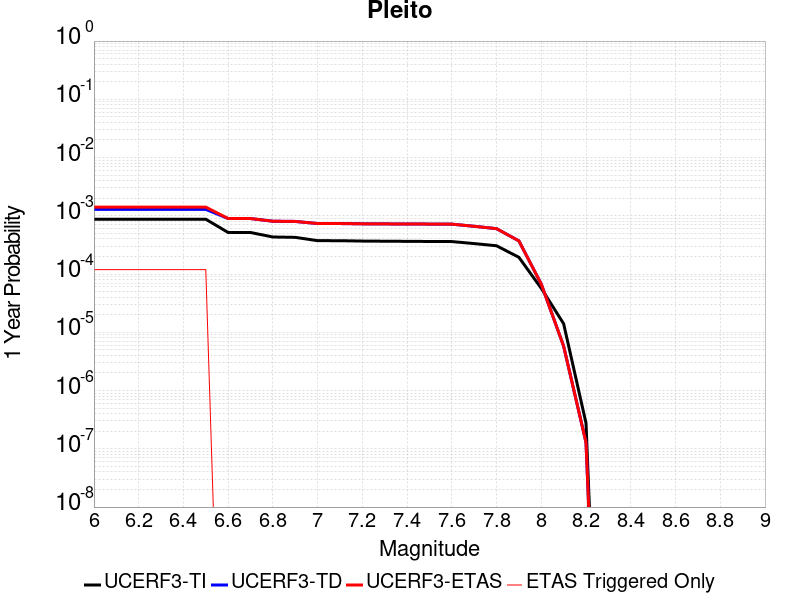 Pleito
1 Year Probability
10^0
10^-1
10^-2
10^-3
10^-4
10^-5
10^-6
10^-7
10^-8
6 6.2 6.4 6.6 6.8 7 7.2 7.4 7.6 7.8 8 8.2 8.4 8.6 8.8 9
Magnitude
UCERF3-TI UCERF3-TD UCERF3-ETAS ETAS Triggered Only